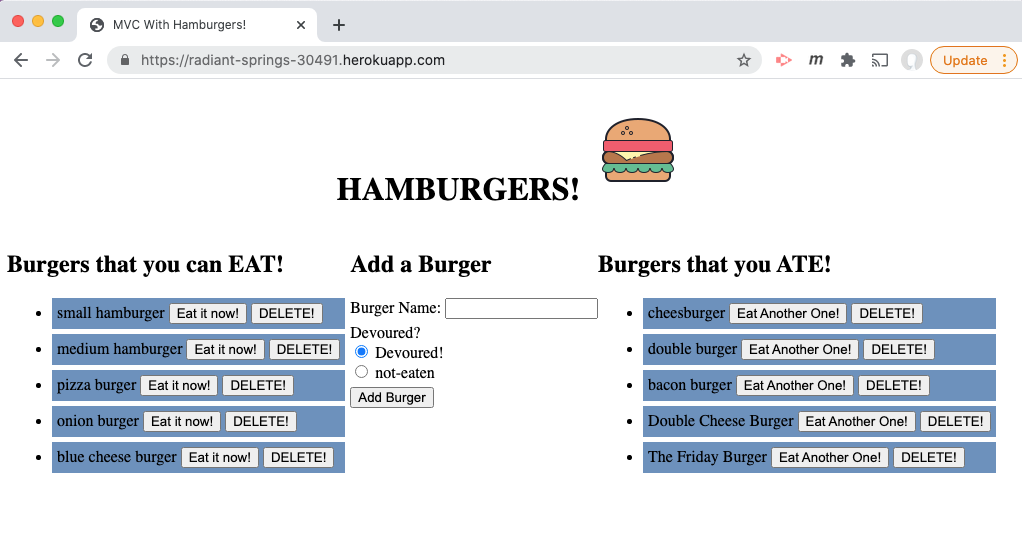 MVC With Hamburgers!
https://radiant-springs-30491.herokuapp.com
m
Update
HAMBURGERS!
Burgers that you can EAT!
small hamburger Eat it now! DELETE!
medium hamburger Eat it now! DELETE!
pizza burger Eat it now! DELETE!
onion burger Eat it now! DELETE!
blue cheese burger Eat it now! DELETE!
Add a Burger
Burger Name:
Devoured?
Devoured!
not-eaten
Add Burger
Burgers that you ATE!
cheesburger Eat Another One! DELETE!
double burger Eat Another One! DELETE!
bacon burger Eat Another One! DELETE!
Double Cheese Burger Eat Another One! DELETE!
The Friday Burger Eat Another One! DELETE!